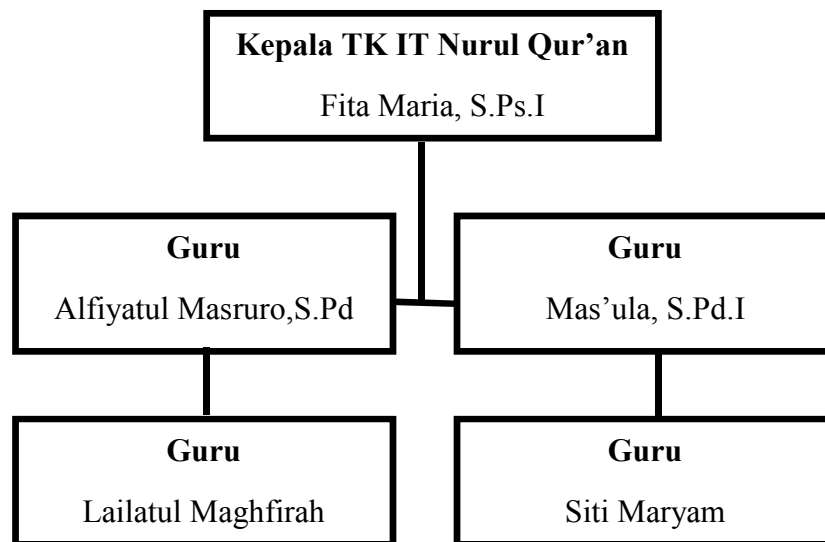 Kepala TK IT Nurul Qur’an
Fita Maria, S.Ps.I
Guru
Alfiyatul Masruro,S.Pd
Guru
Mas’ula, S.Pd.I
Guru
Lailatul Maghfirah
Guru
Siti Maryam